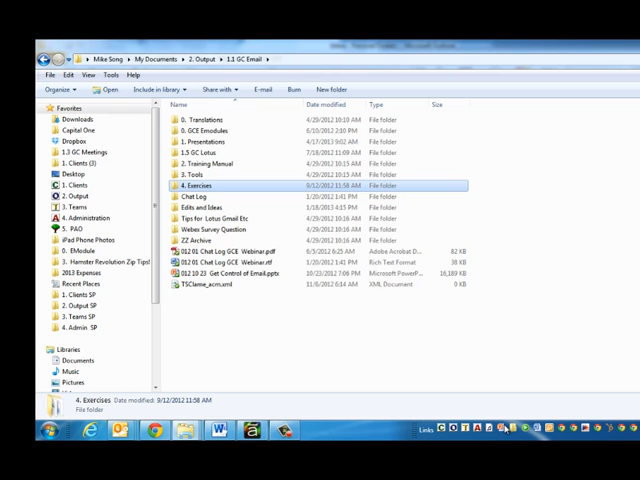 Mike Song ▸ My Documents ▸ 2. Output ▸ 1.1 GC Email ▸
File Edit View Tools Help
Organize ▾ Open Include in library ▾ Share with ▾ E-mail Burn New folder
Favorites
Downloads
Capital One
Dropbox
1.3 GC Meetings
1. Clients (3)
Desktop
1. Clients
2. Output
3. Teams
4. Administration
5. PAO
iPad Phone Photos
0. EModule
3. Hamster Revolution Zip Tips!
2013 Expenses
Recent Places
1. Clients SP
2. Output SP
3. Teams SP
4. Admin SP
Libraries
Documents
Music
Pictures
Name Date modified Type Size
0. Translations 4/29/2012 10:10 AM File folder
0. GCE Emodules 6/10/2012 2:10 PM File folder
1. Presentations 4/17/2013 9:02 AM File folder
1.5 GC Lotus 7/18/2012 11:09 AM File folder
2. Training Manual 4/29/2012 10:15 AM File folder
3. Tools 4/29/2012 10:15 AM File folder
4. Exercises 9/12/2012 11:58 AM File folder
Chat Log 1/20/2012 1:41 PM File folder
Edits and Ideas 1/18/2013 4:15 PM File folder
Tips for Lotus Gmail Etc 4/29/2012 10:16 AM File folder
Webex Survey Question 4/29/2012 10:16 AM File folder
ZZ Archive 4/29/2012 10:16 AM File folder
012 01 Chat Log GCE Webinar.pdf 6/3/2012 6:25 AM Adobe Acrobat D... 82 KB
012 01 Chat Log GCE Webinar.rtf 1/20/2012 1:41 PM Rich Text Format 38 KB
012 10 23 Get Control of Email.pptx 10/23/2012 7:06 PM Microsoft PowerP... 16,189 KB
TSClame_acm.xml 11/6/2012 6:14 AM XML Document 0 KB
4. Exercises Date modified: 9/12/2012 11:58 AM
File folder
Links C O T A